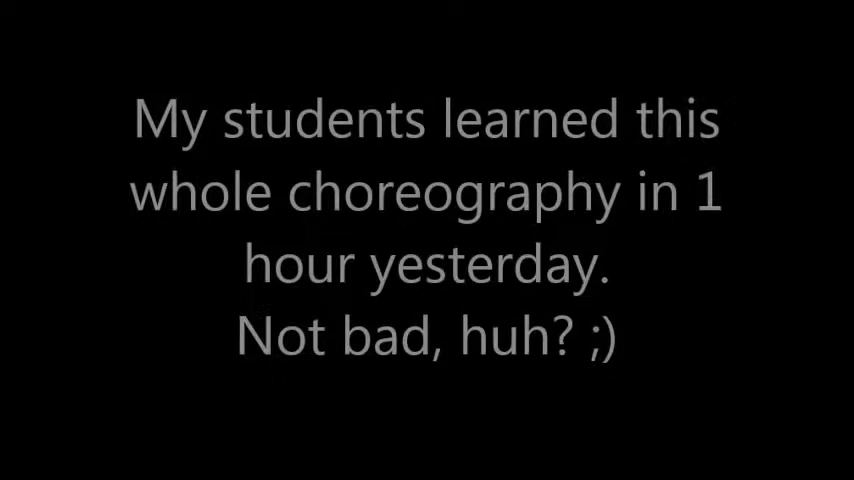 My students learned this
whole choreography in 1
hour yesterday.
Not bad, huh? ;)